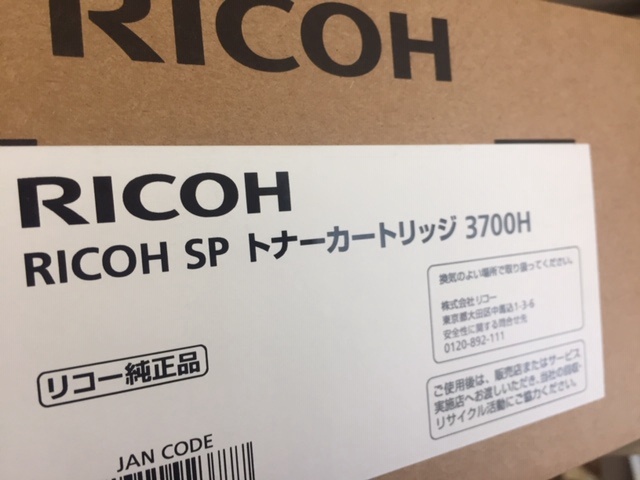 RICOH
RICOH
RICOH SP トナーカートリッジ 3700H
換気のよい場所で取り扱ってください。
株式会社リコー
東京都大田区中馬込1-3-6
安全性に関する問合せ先
0120-892-111
リコー純正品
ご使用後は、販売店またはサービス
実施店へお渡しいただき、当社の回収・
リサイクル活動にご協力ください。
JAN CODE